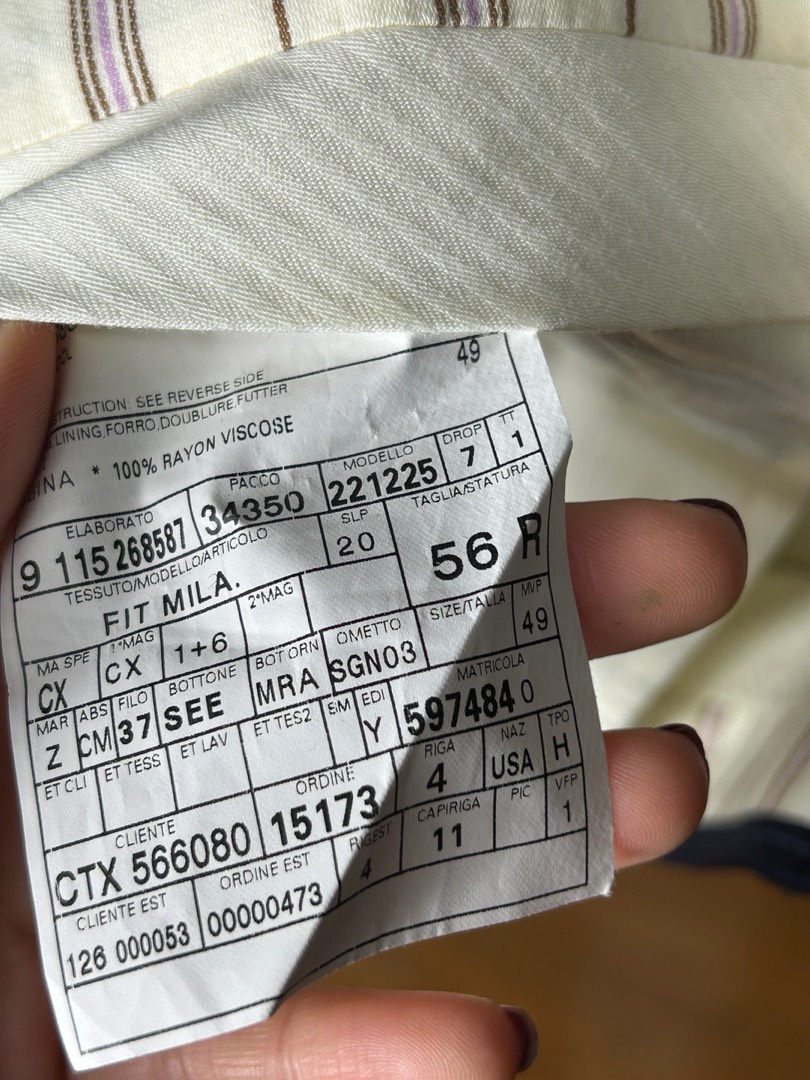 49
TRUCTION: SEE REVERSE SIDE
LINING,FORRO,DOUBLURE,FUTTER
GINA * 100% RAYON VISCOSE
ELABORATO PACCO MODELLO DROP TT
9 115 268587 34350 221225 7 1
TESSUTO/MODELLO/ARTICOLO SLP TAGLIA/STATURA
FIT MILA. 20 56 R
MA SPE 1°MAG 1+6 2°MAG SIZE/TALLA MVP
CX CX 49
MAR ABS FILO BOTTONE BOT ORN OMETTO
Z CM 37 SEE MRA SGN03
ET CLI ET TESS ET LAV ET TES2 E/M EDI MATRICOLA
Y 597484 0
CLIENTE ORDINE RIGA NAZ TPO
CTX 566080 15173 4 USA H
CLIENTE EST ORDINE EST RIGEST CAPIRIGA PIC VFP
126 000053 00000473 4 11 1